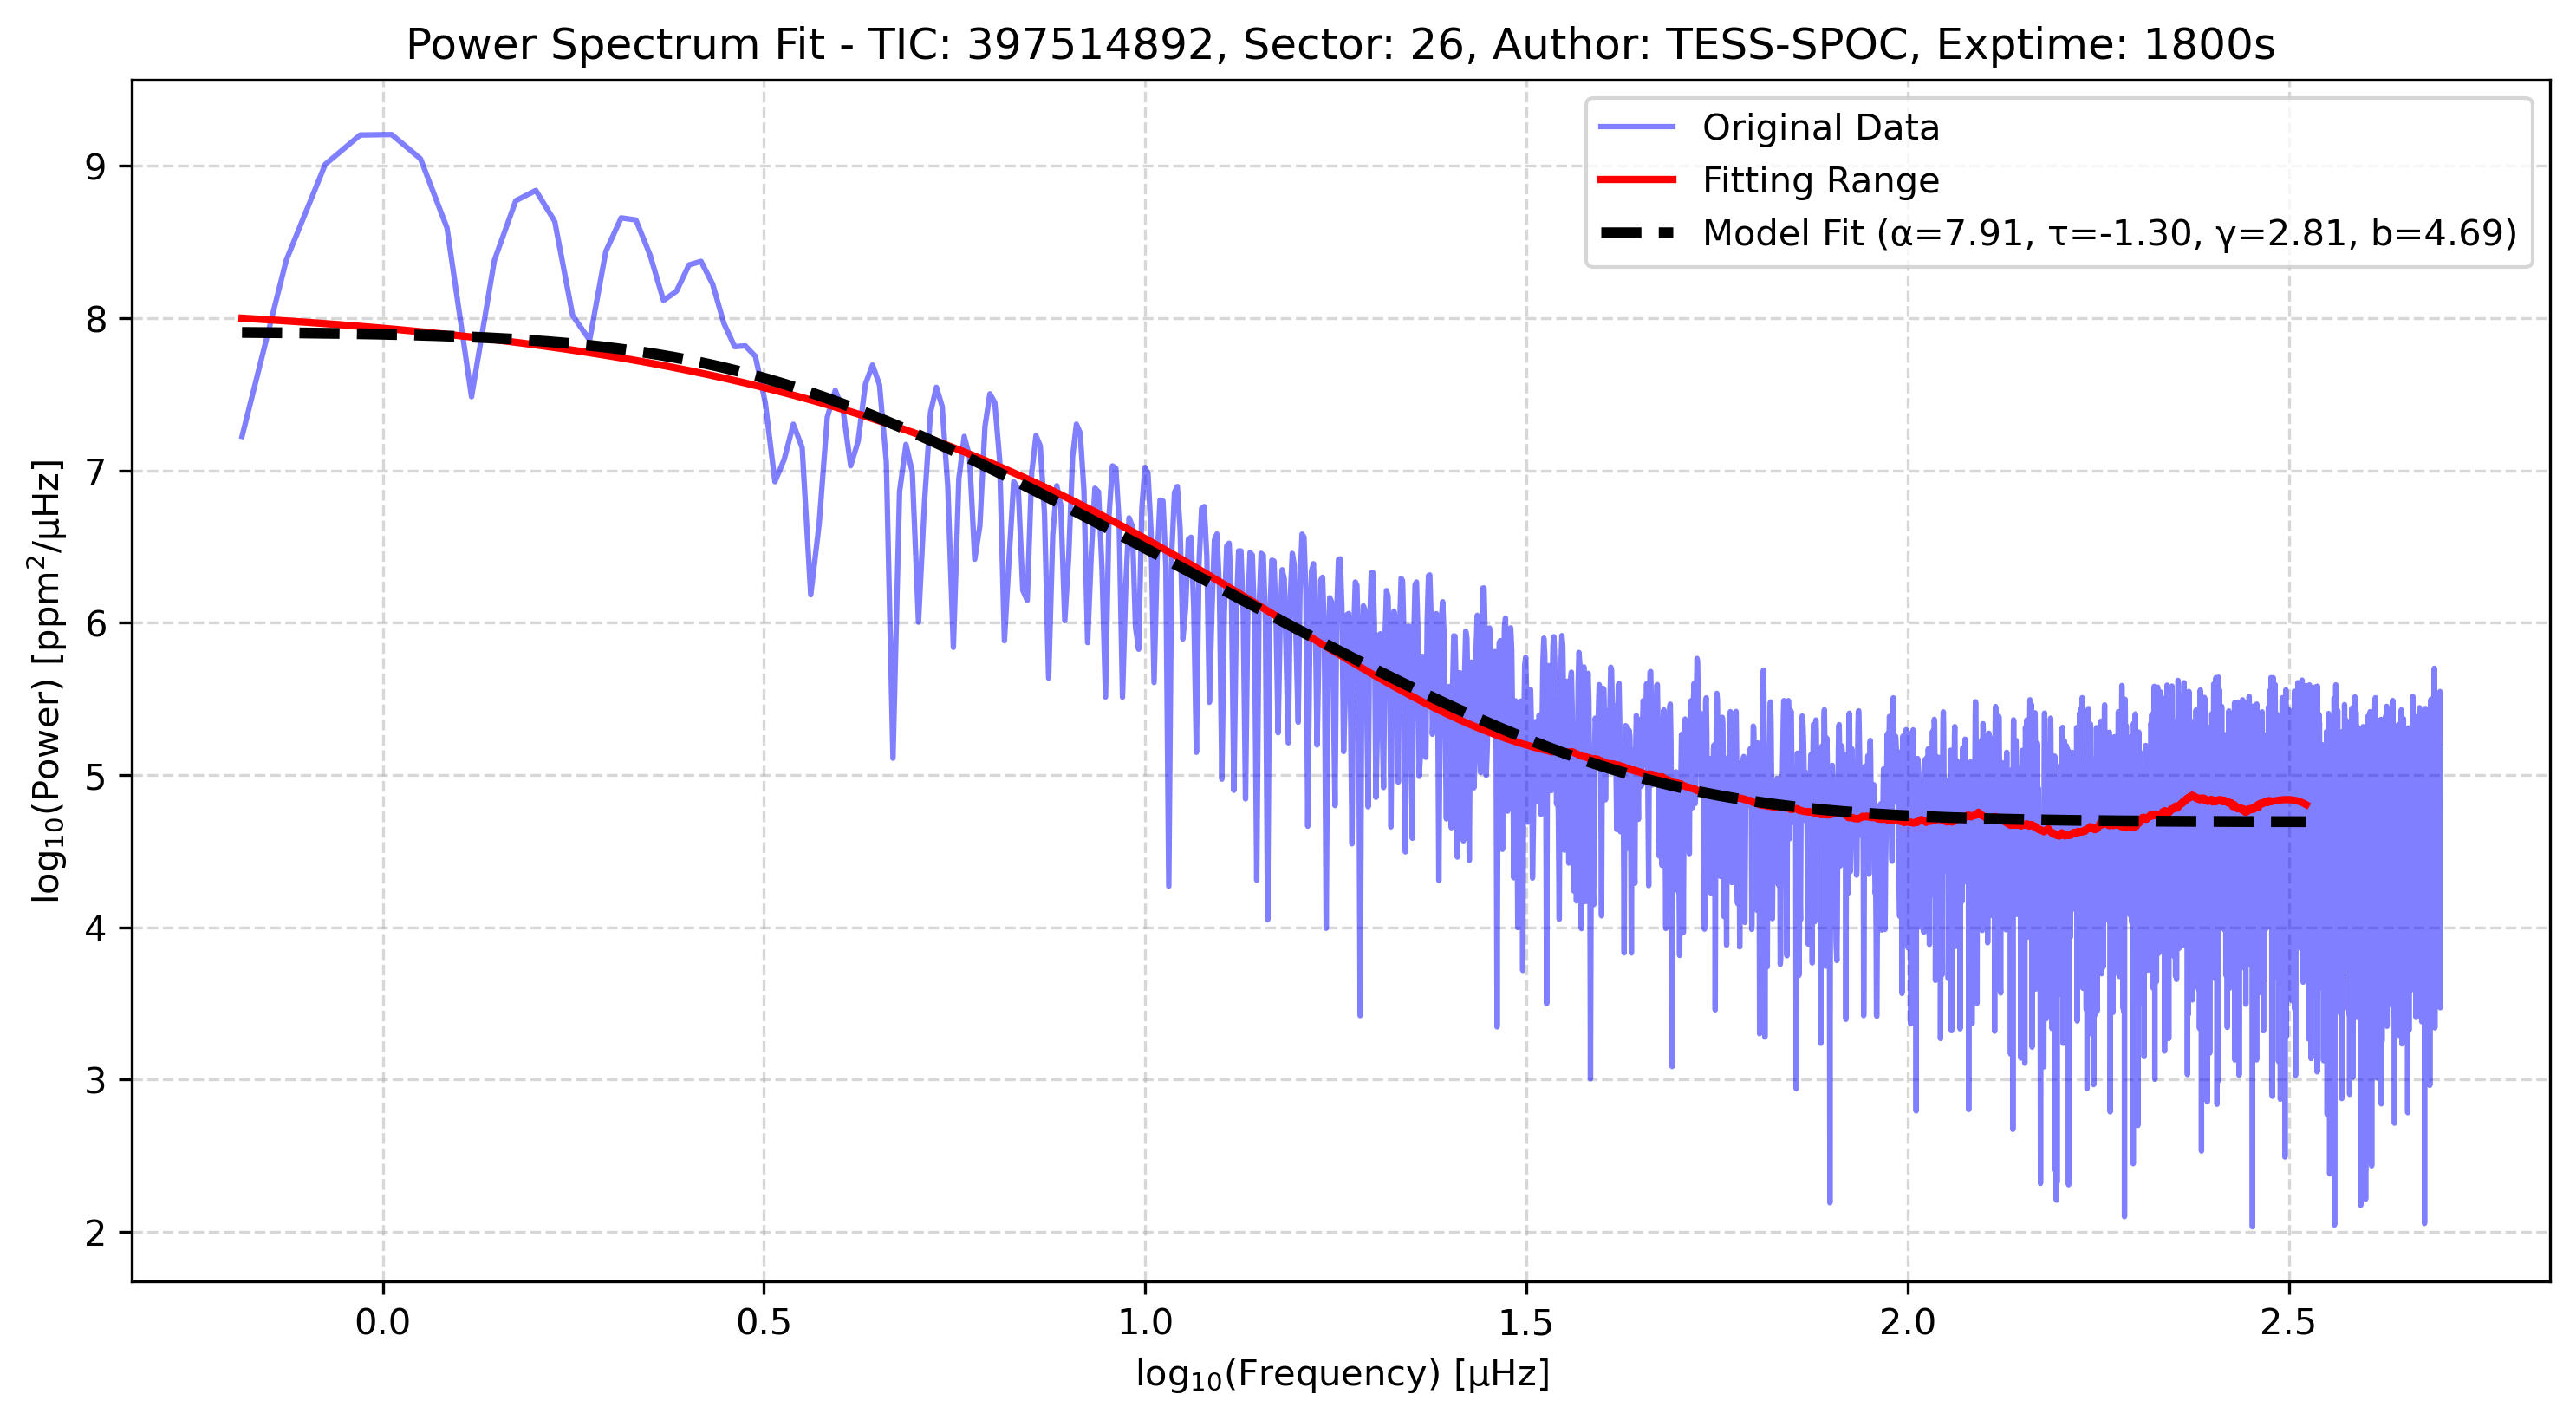 Power Spectrum Fit - TIC: 397514892, Sector: 26, Author: TESS-SPOC, Exptime: 1800s
Original Data
Fitting Range
Model Fit (α=7.91, τ=-1.30, γ=2.81, b=4.69)
log₁₀(Power) [ppm²/μHz]
9
8
7
6
5
4
3
2
0.0 0.5 1.0 1.5 2.0 2.5
log₁₀(Frequency) [μHz]